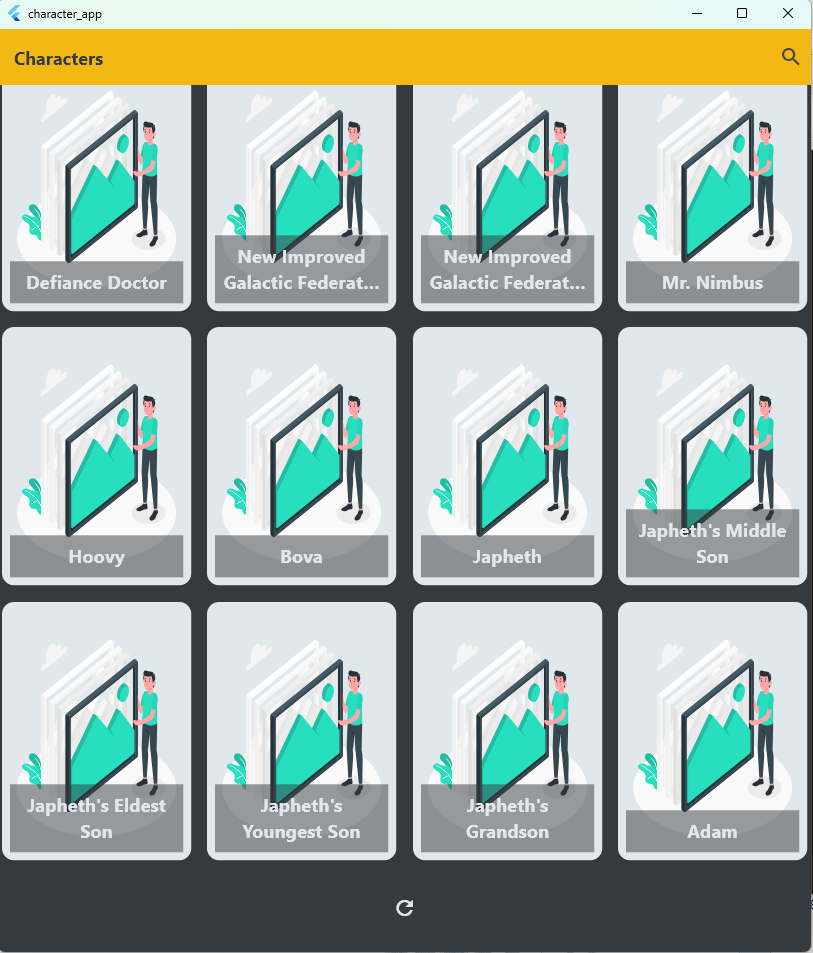 character_app
Characters
Defiance Doctor
New Improved
Galactic Federat...
New Improved
Galactic Federat...
Mr. Nimbus
Hoovy
Bova
Japheth
Japheth's Middle
Son
Japheth's Eldest
Son
Japheth's
Youngest Son
Japheth's
Grandson
Adam